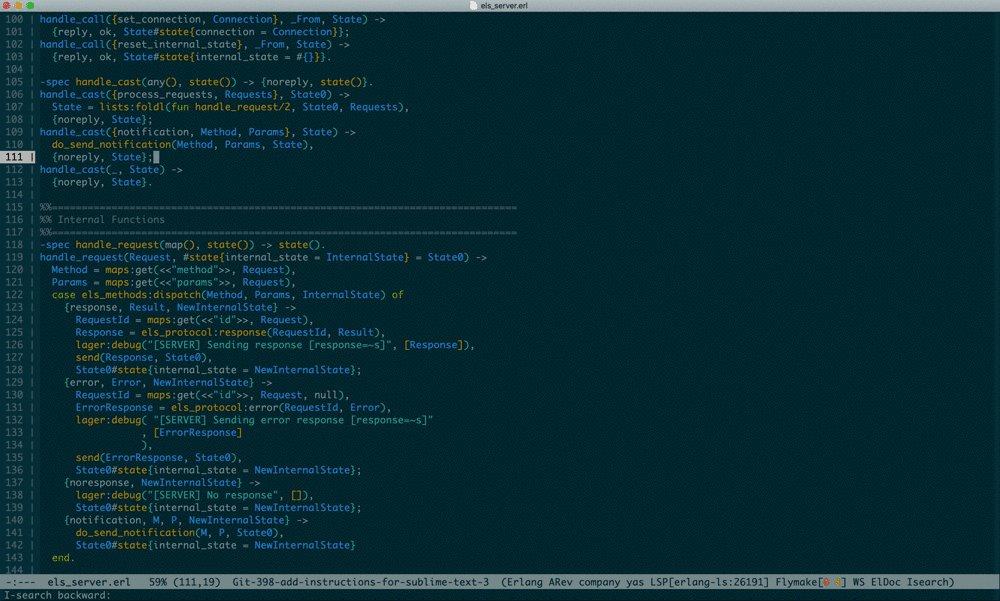 els_server.erl
100 | handle_call({set_connection, Connection}, _From, State) ->
101 |   {reply, ok, State#state{connection = Connection}};
102 | handle_call({reset_internal_state}, _From, State) ->
103 |   {reply, ok, State#state{internal_state = #{}}}.
104 |
105 | -spec handle_cast(any(), state()) -> {noreply, state()}.
106 | handle_cast({process_requests, Requests}, State0) ->
107 |   State = lists:foldl(fun handle_request/2, State0, Requests),
108 |   {noreply, State};
109 | handle_cast({notification, Method, Params}, State) ->
110 |   do_send_notification(Method, Params, State),
111 |   {noreply, State};
112 | handle_cast(_, State) ->
113 |   {noreply, State}.
114 |
115 | %%==============================================================================
116 | %% Internal Functions
117 | %%==============================================================================
118 | -spec handle_request(map(), state()) -> state().
119 | handle_request(Request, #state{internal_state = InternalState} = State0) ->
120 |   Method = maps:get(<<"method">>, Request),
121 |   Params = maps:get(<<"params">>, Request),
122 |   case els_methods:dispatch(Method, Params, InternalState) of
123 |     {response, Result, NewInternalState} ->
124 |       RequestId = maps:get(<<"id">>, Request),
125 |       Response = els_protocol:response(RequestId, Result),
126 |       lager:debug("[SERVER] Sending response [response=~s]", [Response]),
127 |       send(Response, State0),
128 |       State0#state{internal_state = NewInternalState};
129 |     {error, Error, NewInternalState} ->
130 |       RequestId = maps:get(<<"id">>, Request, null),
131 |       ErrorResponse = els_protocol:error(RequestId, Error),
132 |       lager:debug( "[SERVER] Sending error response [response=~s]"
133 |                  , [ErrorResponse]
134 |                  ),
135 |       send(ErrorResponse, State0),
136 |       State0#state{internal_state = NewInternalState};
137 |     {noresponse, NewInternalState} ->
138 |       lager:debug("[SERVER] No response", []),
139 |       State0#state{internal_state = NewInternalState};
140 |     {notification, M, P, NewInternalState} ->
141 |       do_send_notification(M, P, State0),
142 |       State0#state{internal_state = NewInternalState}
143 |   end.
144
-:--- els_server.erl 59% (111,19) Git-398-add-instructions-for-sublime-text-3 (Erlang ARev company yas LSP[erlang-ls:26191] Flymake[ ] WS ElDoc Isearch)
I-search backward: